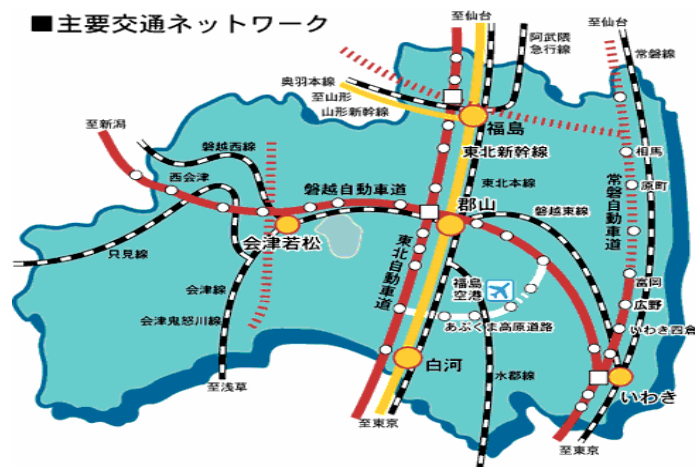 ■主要交通ネットワーク
至仙台
至仙台
阿武隈
急行線
常磐線
奥羽本線
至山形
山形新幹線
福島
至新潟
磐越西線
東北新幹線
相馬
西会津
磐越自動車道
東北本線
原町
常磐自動車道
郡山
磐越東線
会津若松
只見線
東北自動車道
会津線
福島
空港
富岡
広野
会津鬼怒川線
あぶくま高原道路
いわき四倉
白河
至浅草
水郡線
いわき
至東京
至東京